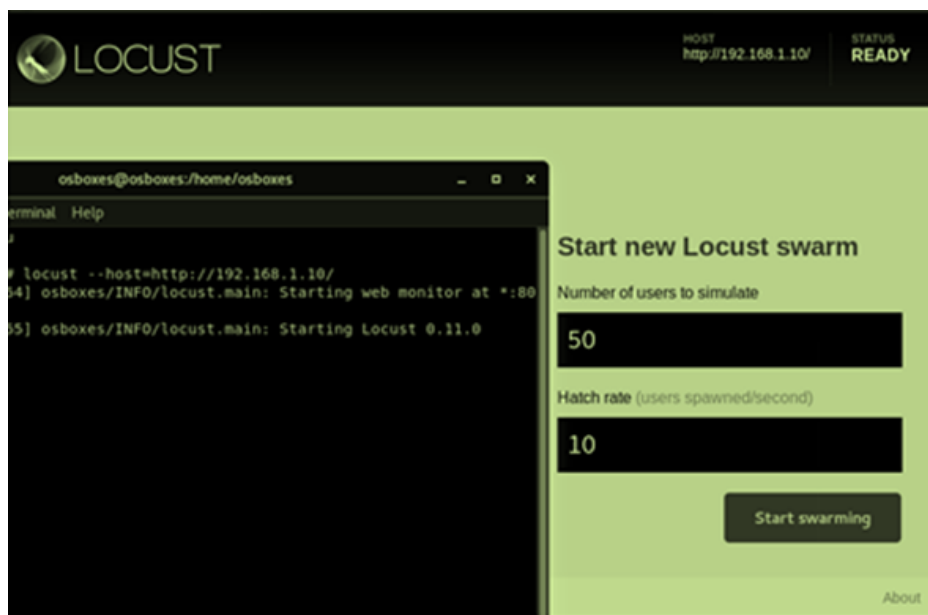 LOCUST
HOST
http://192.168.1.10/
STATUS
READY
osboxes@osboxes:/home/osboxes
erminal Help
# locust --host=http://192.168.1.10/
54] osboxes/INFO/locust.main: Starting web monitor at *:80
55] osboxes/INFO/locust.main: Starting Locust 0.11.0
Start new Locust swarm
Number of users to simulate
50
Hatch rate (users spawned/second)
10
Start swarming
About